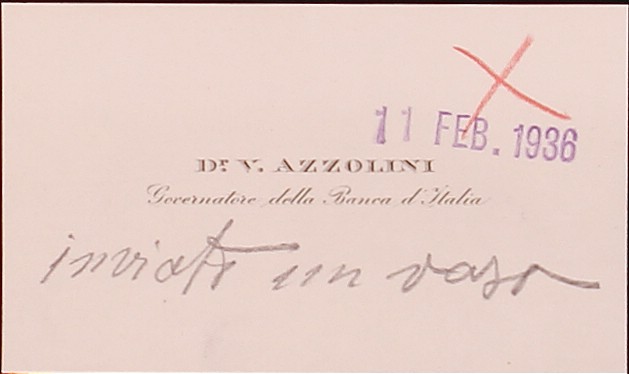 11 FEB. 1936
Dr. V. AZZOLINI
Governatore della Banca d'Italia
inviato un vaso